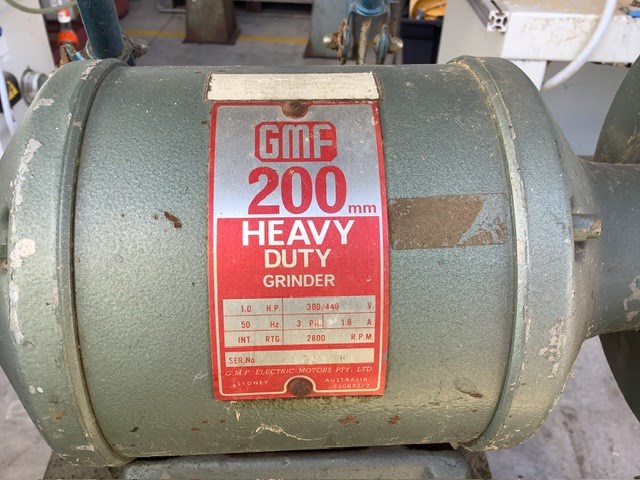 GMF
200mm
HEAVY
DUTY
GRINDER
1.0 H.P. 380/440 V.
50 Hz 3 PH 1.8 A
INT. RTG 2800 R.P.M
SER.No
G.M.F. ELECTRIC MOTORS PTY. LTD.
SYDNEY AUSTRALIA